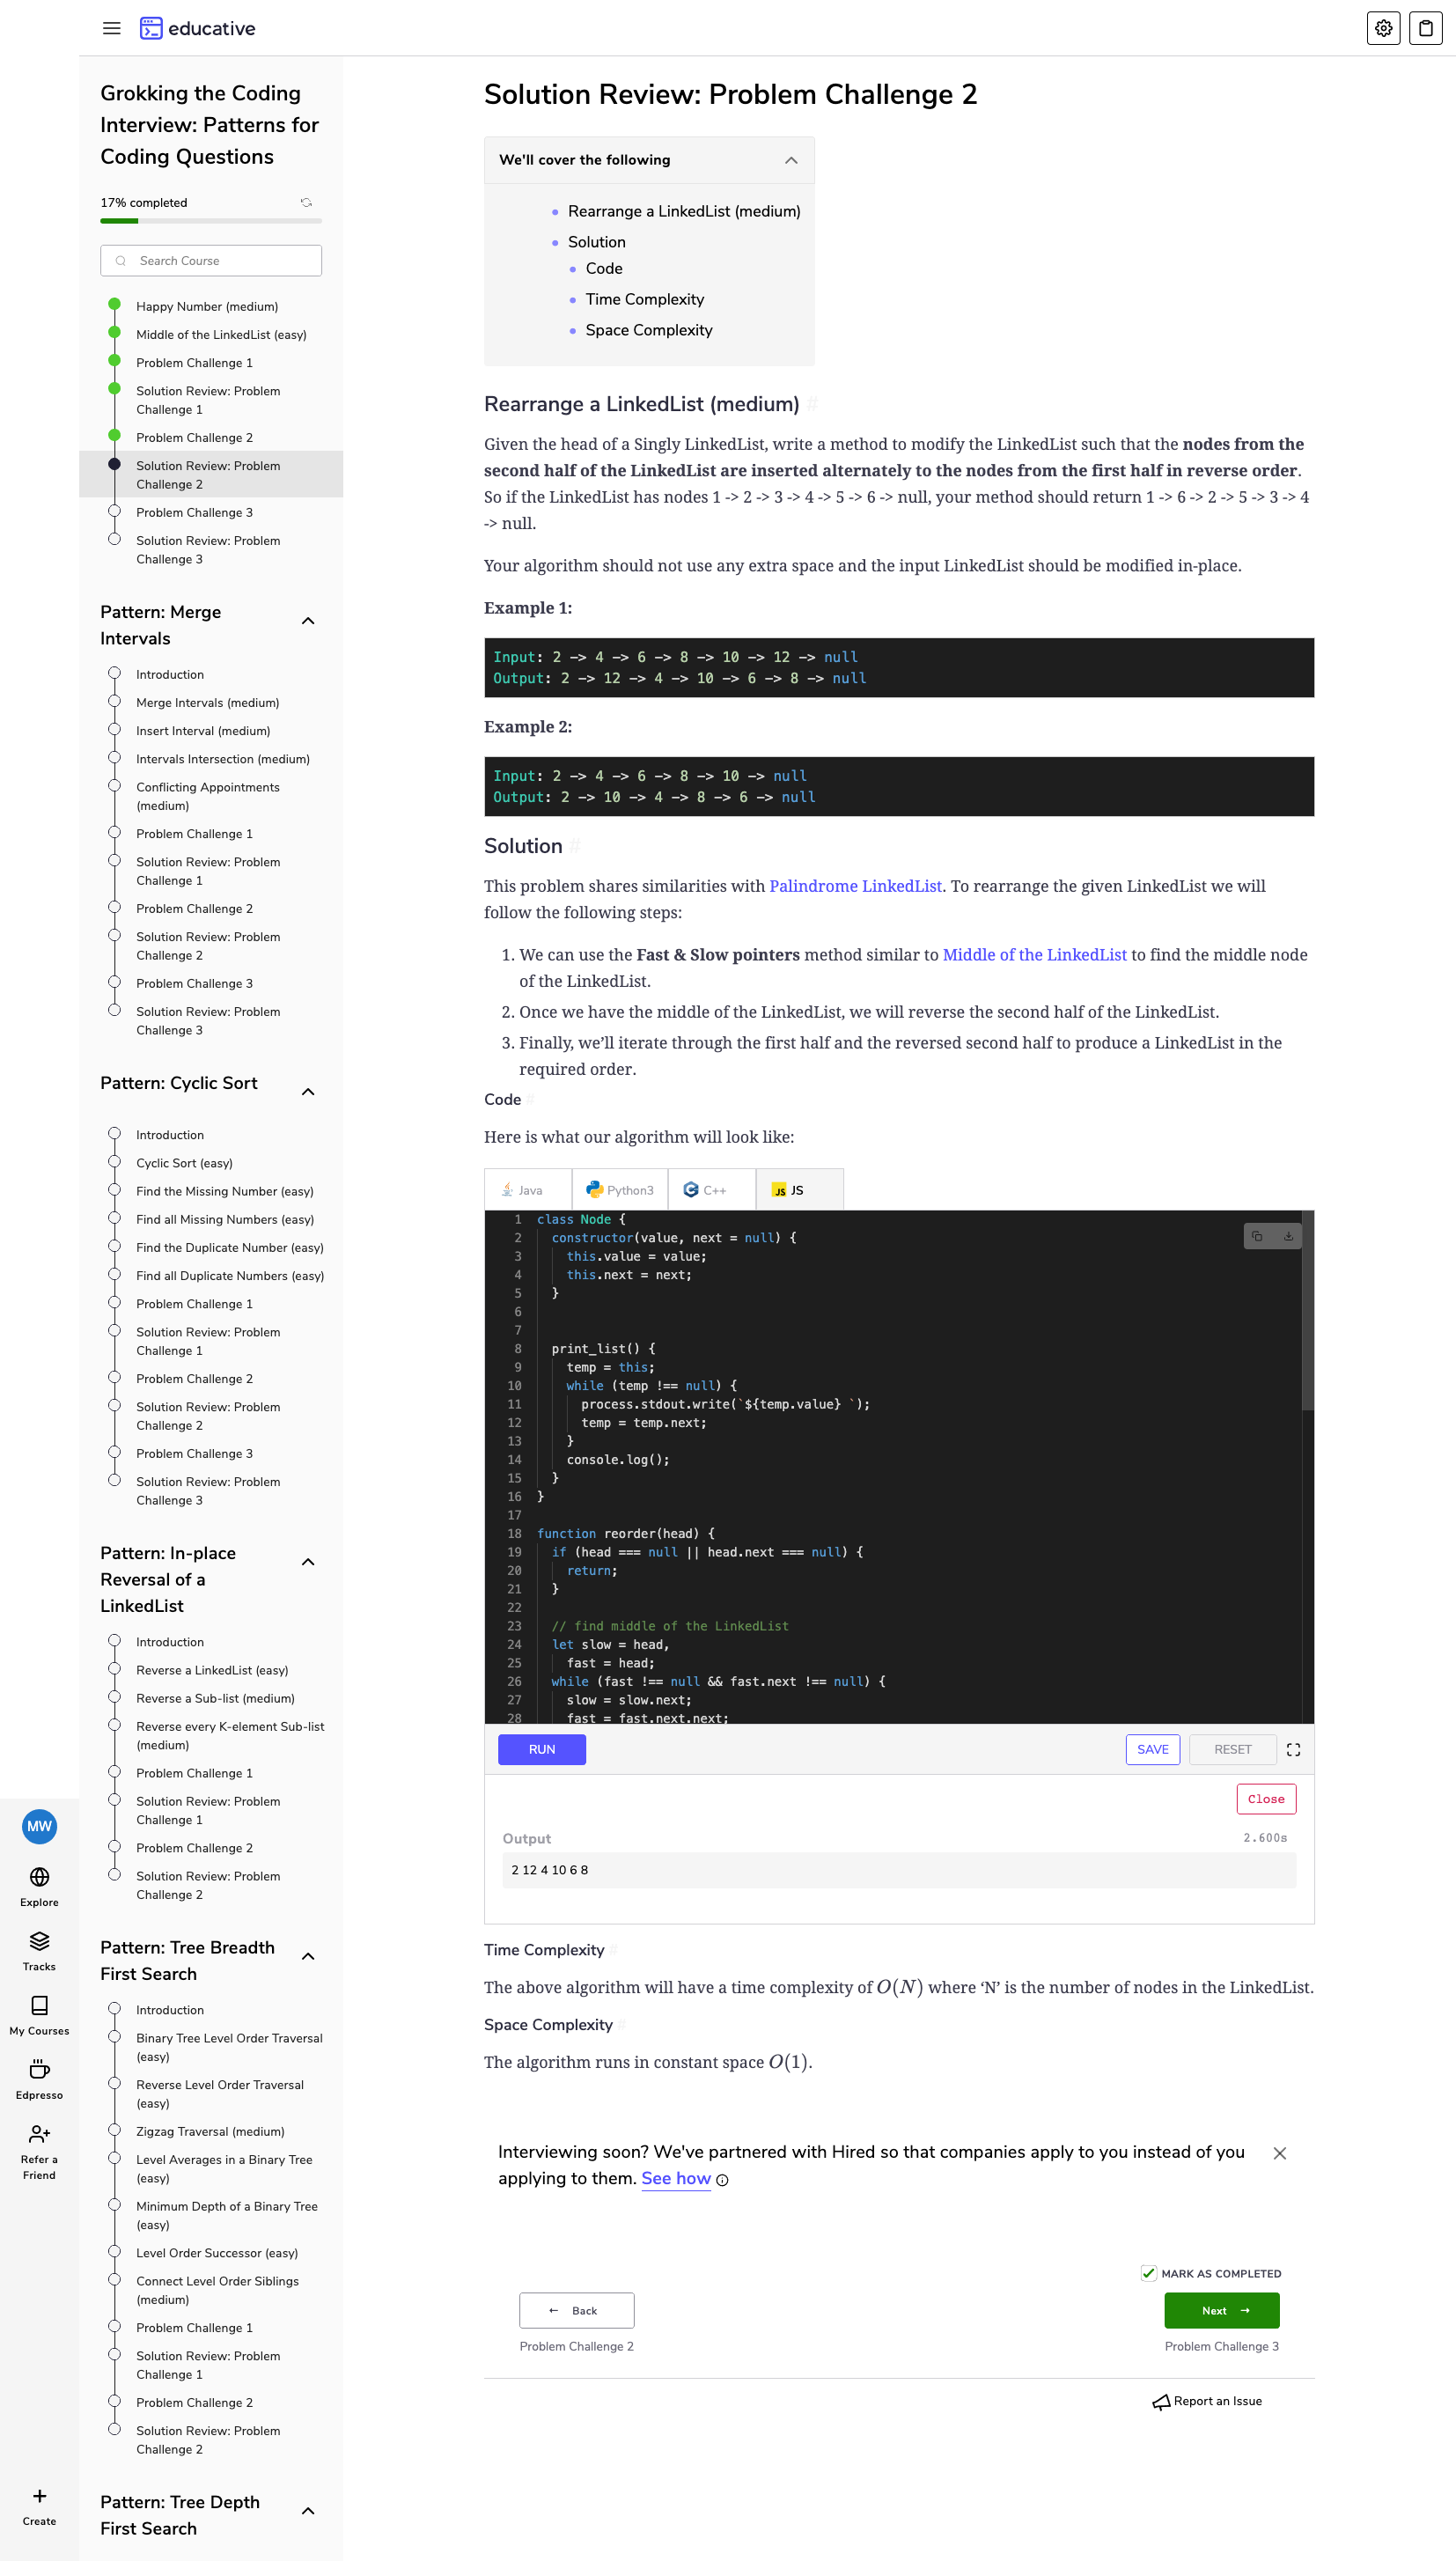 educative
Grokking the Coding
Interview: Patterns for
Coding Questions
17% completed
Search Course
Happy Number (medium)
Middle of the LinkedList (easy)
Problem Challenge 1
Solution Review: Problem
Challenge 1
Problem Challenge 2
Solution Review: Problem
Challenge 2
Problem Challenge 3
Solution Review: Problem
Challenge 3
Pattern: Merge
Intervals
Introduction
Merge Intervals (medium)
Insert Interval (medium)
Intervals Intersection (medium)
Conflicting Appointments
(medium)
Problem Challenge 1
Solution Review: Problem
Challenge 1
Problem Challenge 2
Solution Review: Problem
Challenge 2
Problem Challenge 3
Solution Review: Problem
Challenge 3
Pattern: Cyclic Sort
Introduction
Cyclic Sort (easy)
Find the Missing Number (easy)
Find all Missing Numbers (easy)
Find the Duplicate Number (easy)
Find all Duplicate Numbers (easy)
Problem Challenge 1
Solution Review: Problem
Challenge 1
Problem Challenge 2
Solution Review: Problem
Challenge 2
Problem Challenge 3
Solution Review: Problem
Challenge 3
Pattern: In-place
Reversal of a
LinkedList
Introduction
Reverse a LinkedList (easy)
Reverse a Sub-list (medium)
Reverse every K-element Sub-list
(medium)
Problem Challenge 1
Solution Review: Problem
Challenge 1
Problem Challenge 2
Solution Review: Problem
Challenge 2
Pattern: Tree Breadth
First Search
Introduction
Binary Tree Level Order Traversal
(easy)
Reverse Level Order Traversal
(easy)
Zigzag Traversal (medium)
Level Averages in a Binary Tree
(easy)
Minimum Depth of a Binary Tree
(easy)
Level Order Successor (easy)
Connect Level Order Siblings
(medium)
Problem Challenge 1
Solution Review: Problem
Challenge 1
Problem Challenge 2
Solution Review: Problem
Challenge 2
Pattern: Tree Depth
First Search
MW
Explore
Tracks
My Courses
Edpresso
Refer a
Friend
Create
Solution Review: Problem Challenge 2
We'll cover the following
Rearrange a LinkedList (medium)
Solution
Code
Time Complexity
Space Complexity
Rearrange a LinkedList (medium) #
Given the head of a Singly LinkedList, write a method to modify the LinkedList such that the nodes from the
second half of the LinkedList are inserted alternately to the nodes from the first half in reverse order.
So if the LinkedList has nodes 1 -> 2 -> 3 -> 4 -> 5 -> 6 -> null, your method should return 1 -> 6 -> 2 -> 5 -> 3 -> 4
-> null.
Your algorithm should not use any extra space and the input LinkedList should be modified in-place.
Example 1:
Input: 2 -> 4 -> 6 -> 8 -> 10 -> 12 -> null
Output: 2 -> 12 -> 4 -> 10 -> 6 -> 8 -> null
Example 2:
Input: 2 -> 4 -> 6 -> 8 -> 10 -> null
Output: 2 -> 10 -> 4 -> 8 -> 6 -> null
Solution #
This problem shares similarities with Palindrome LinkedList. To rearrange the given LinkedList we will
follow the following steps:
1. We can use the Fast & Slow pointers method similar to Middle of the LinkedList to find the middle node
of the LinkedList.
2. Once we have the middle of the LinkedList, we will reverse the second half of the LinkedList.
3. Finally, we’ll iterate through the first half and the reversed second half to produce a LinkedList in the
required order.
Code #
Here is what our algorithm will look like:
Java Python3 C++ JS JS
1 class Node {
2 constructor(value, next = null) {
3 this.value = value;
4 this.next = next;
5 }
6
7
8 print_list() {
9 temp = this;
10 while (temp !== null) {
11 process.stdout.write(`${temp.value} `);
12 temp = temp.next;
13 }
14 console.log();
15 }
16 }
17
18 function reorder(head) {
19 if (head === null || head.next === null) {
20 return;
21 }
22
23 // find middle of the LinkedList
24 let slow = head,
25 fast = head;
26 while (fast !== null && fast.next !== null) {
27 slow = slow.next;
28 fast = fast.next.next;
RUN SAVE RESET
Close
Output 2.600s
2 12 4 10 6 8
Time Complexity #
The above algorithm will have a time complexity of O(N) where ‘N’ is the number of nodes in the LinkedList.
Space Complexity #
The algorithm runs in constant space O(1).
Interviewing soon? We've partnered with Hired so that companies apply to you instead of you
applying to them. See how
MARK AS COMPLETED
← Back Next →
Problem Challenge 2 Problem Challenge 3
Report an Issue